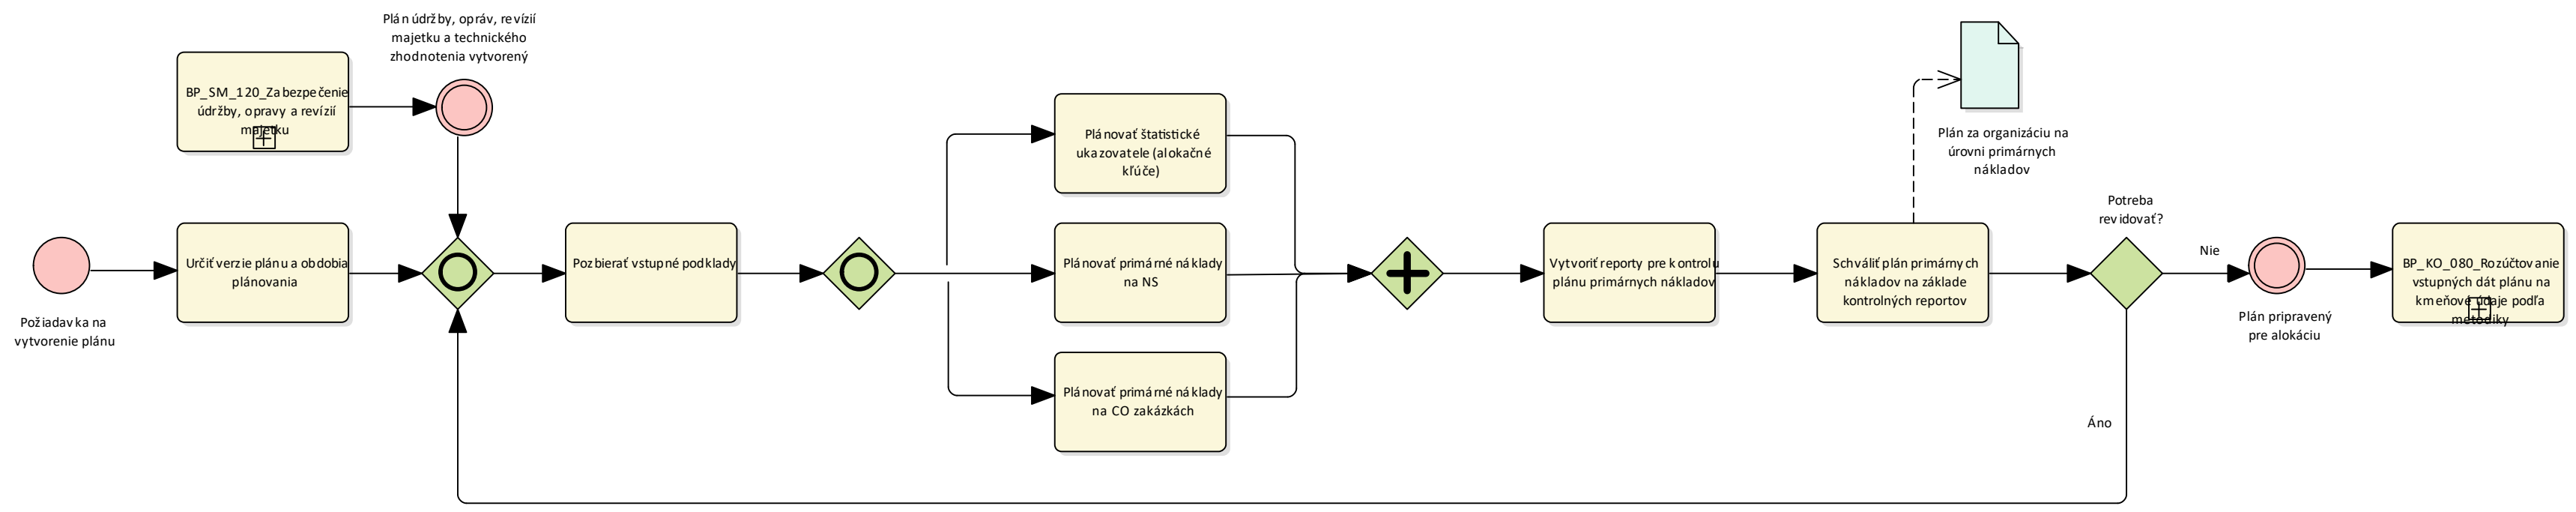 Plán údržby, opráv, revízií
majetku a technického
zhodnotenia vytvorený
BP_SM_120_Zabezpečenie
údržby, opravy a revízií
majetku
Požiadavka na
vytvorenie plánu
Určiť verzie plánu a obdobia
plánovania
Pozbierať vstupné podklady
Plánovať štatistické
ukazovatele (alokačné
kľúče)
Plánovať primárné náklady
na NS
Plánovať primárné náklady
na CO zakázkách
Vytvoriť reporty pre kontrolu
plánu primárnych nákladov
Schváliť plán primárnych
nákladov na základe
kontrolných reportov
Plán za organizáciu na
úrovni primárnych
nákladov
Potreba
revidovať?
Nie
Áno
Plán pripravený
pre alokáciu
BP_KO_080_Rozúčtovanie
vstupných dát plánu na
kmeňové údaje podľa
metodiky